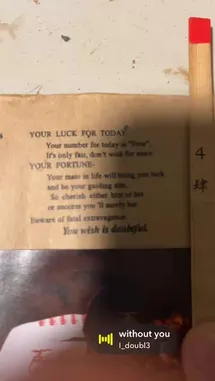 YOUR LUCK FOR TODAY
Your number for today is "Four".
It's only fair, don't wish for more.
YOUR FORTUNE-
Your mate in life will bring you luck
and be your guiding star,
So cherish either him or her
or success you 'll surely bar.
Beware of fatal extravagance.
You wish is doubtful.
4
肆
without you
l_doubl3